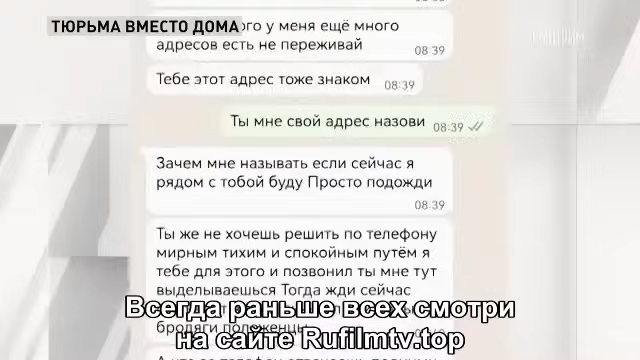 ТЮРЬМА ВМЕСТО ДОМА
у меня ещё много
адресов есть не переживай
08:39
Тебе этот адрес тоже знаком
08:39
Ты мне свой адрес назови
08:39
Зачем мне называть если сейчас я
рядом с тобой буду Просто подожди
08:39
Ты же не хочешь решить по телефону
мирным тихим и спокойным путём я
тебе для этого и позвонил ты мне тут
выделываешься Тогда жди сейчас
Всегда раньше всех смотри
на сайте Rufilmtv.top